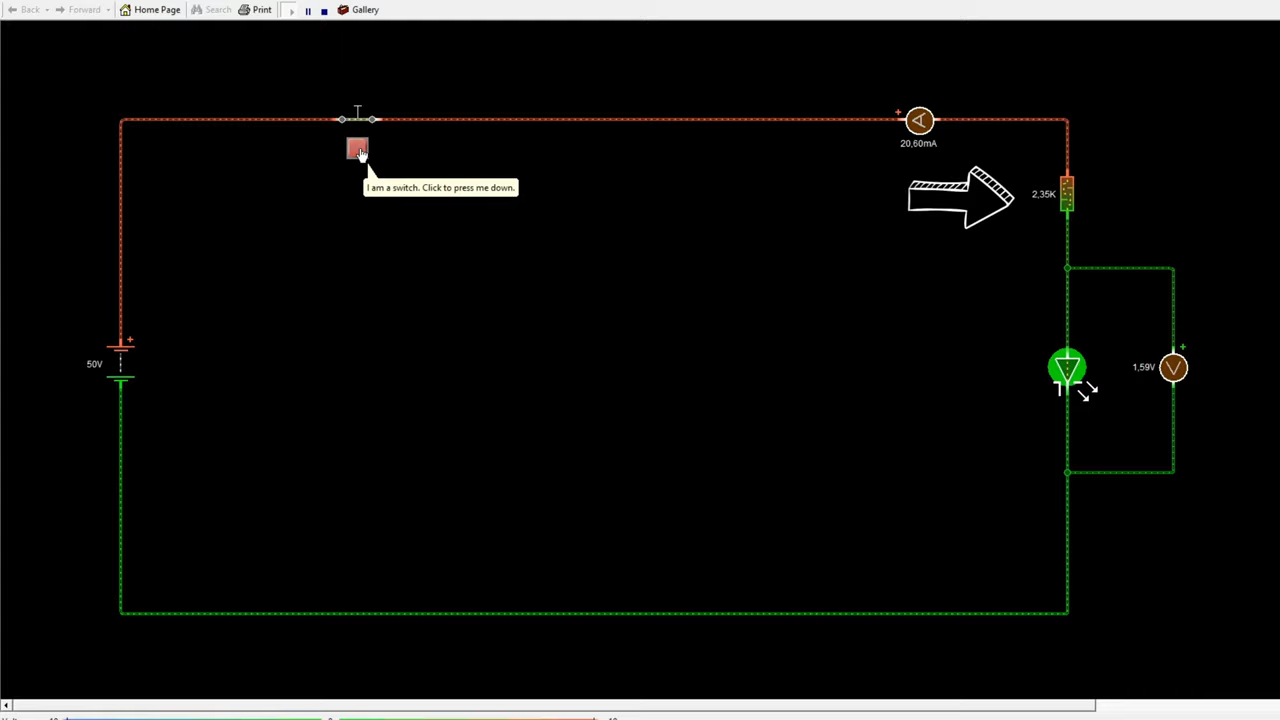 Back Forward Home Page Search Print Gallery
20,60mA
I am a switch. Click to press me down.
2,35K
50V
1,59V